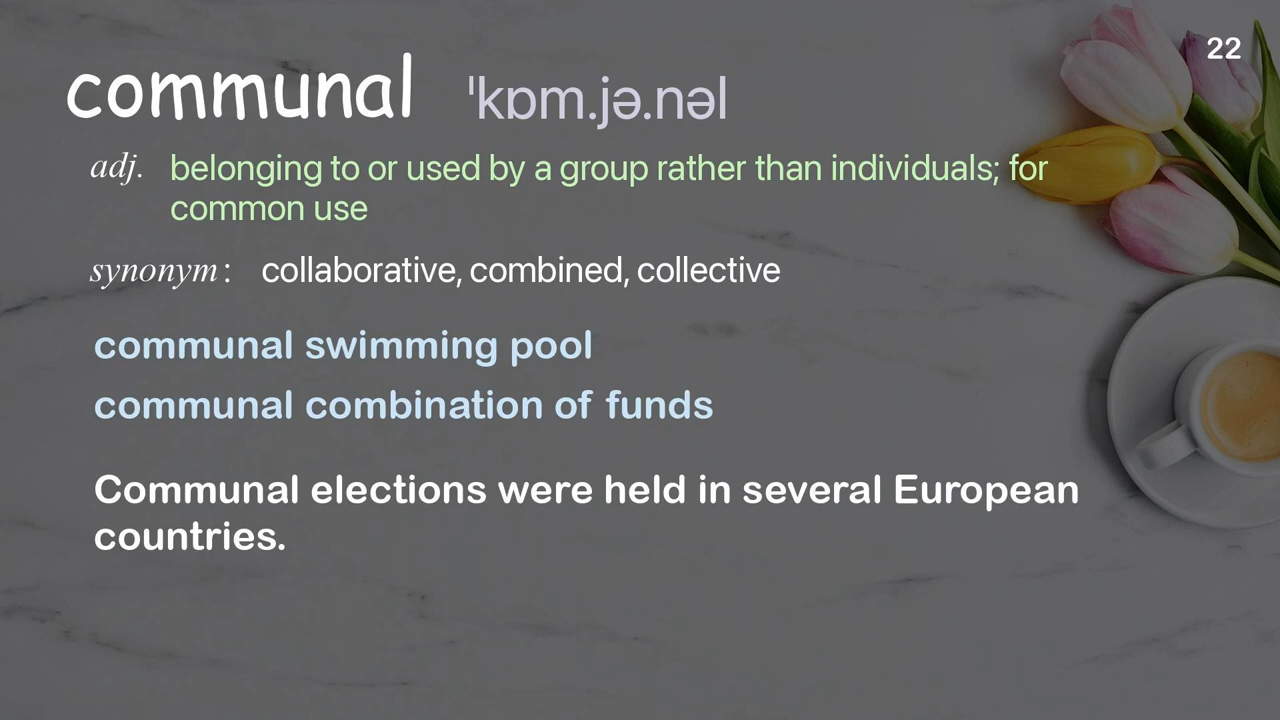 22
communal ˈkɒm.jə.nəl
adj. belonging to or used by a group rather than individuals; for
common use
synonym: collaborative, combined, collective
communal swimming pool
communal combination of funds
Communal elections were held in several European
countries.